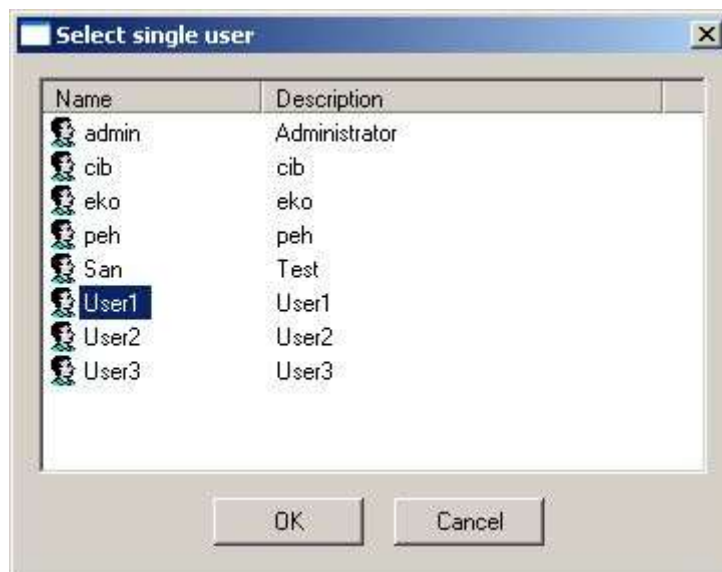 Select single user
Name Description
admin Administrator
cib cib
eko eko
peh peh
San Test
User1 User1
User2 User2
User3 User3
OK Cancel